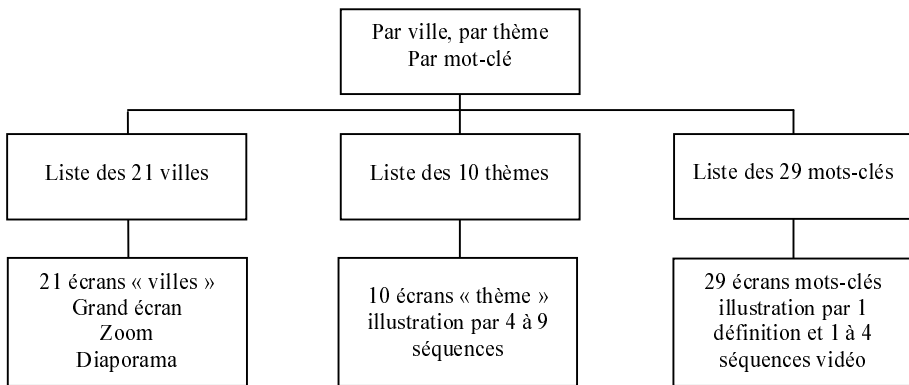 Par ville, par thème
Par mot-clé
Liste des 21 villes
Liste des 10 thèmes
Liste des 29 mots-clés
21 écrans « villes »
Grand écran
Zoom
Diaporama
10 écrans « thème »
illustration par 4 à 9
séquences
29 écrans mots-clés
illustration par 1
définition et 1 à 4
séquences vidéo